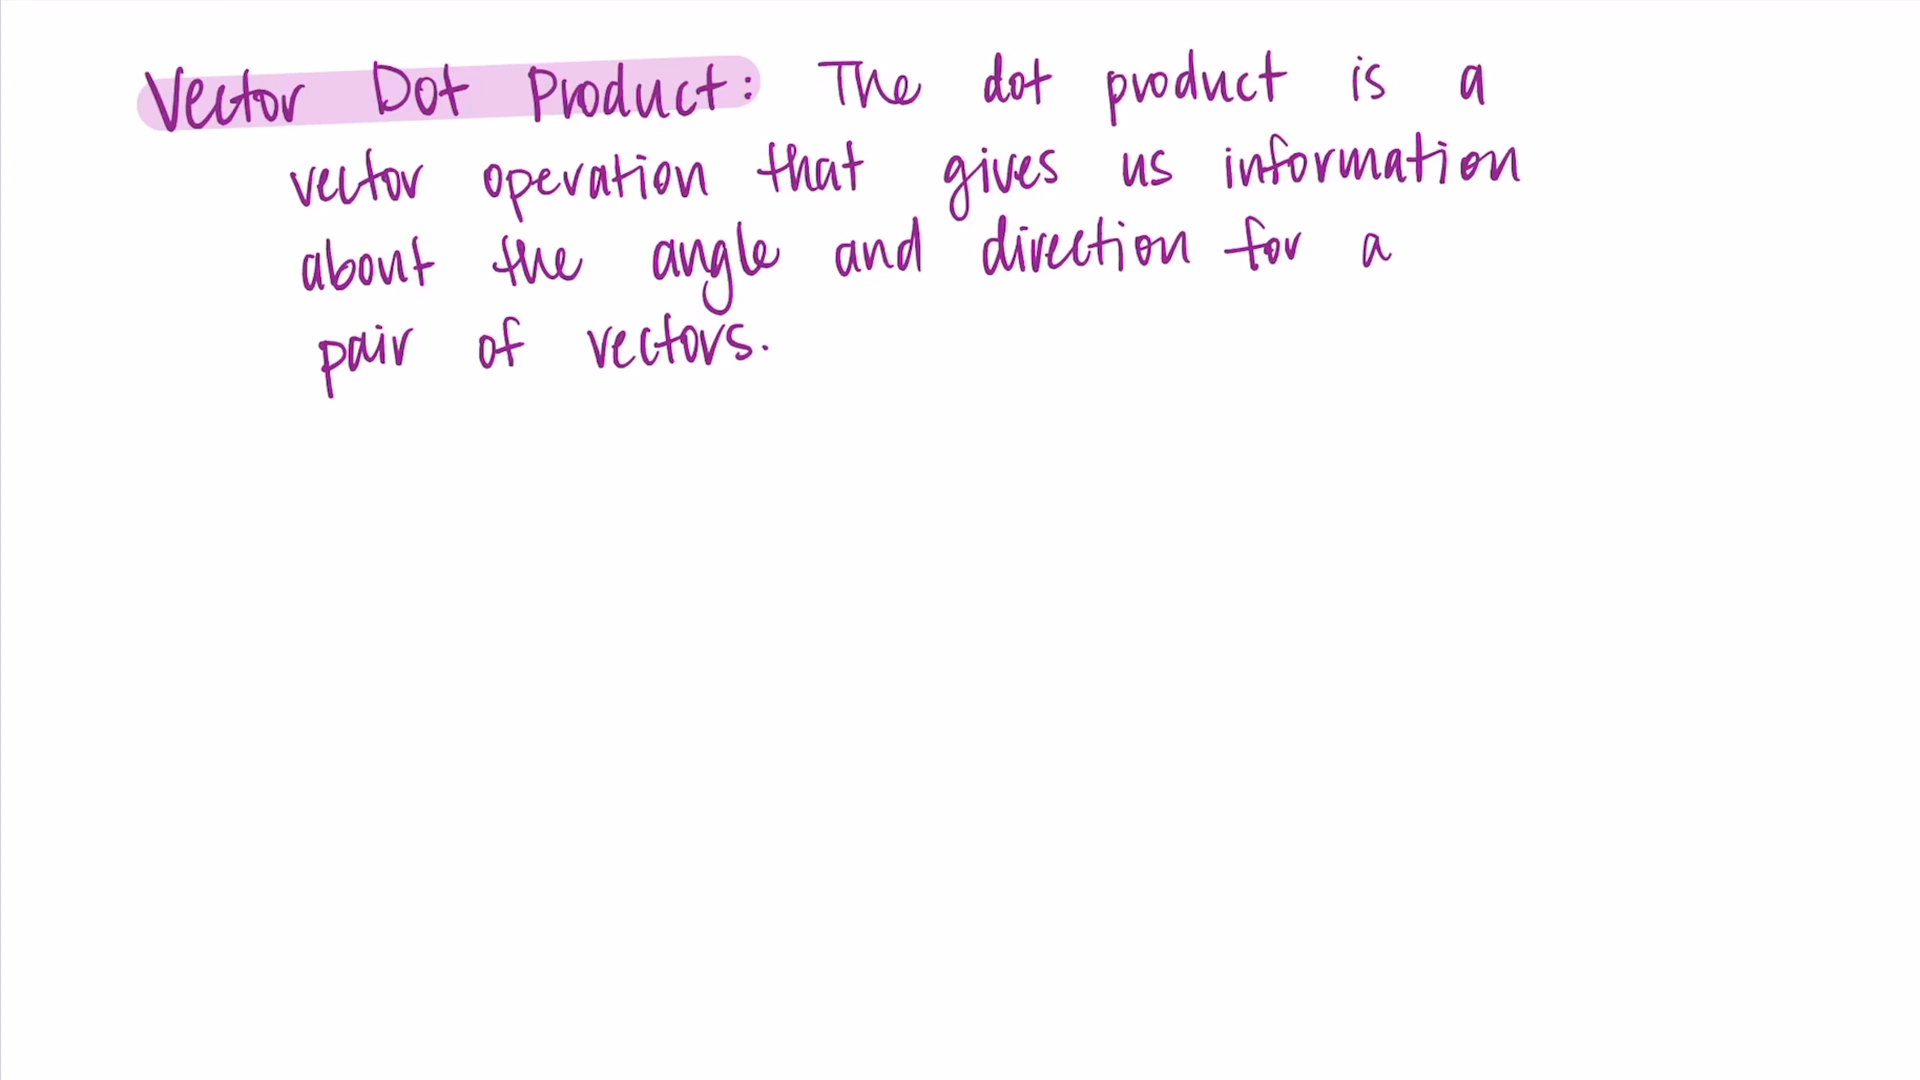 Vector Dot Product: The dot product is a
vector operation that gives us information
about the angle and direction for a
pair of vectors.